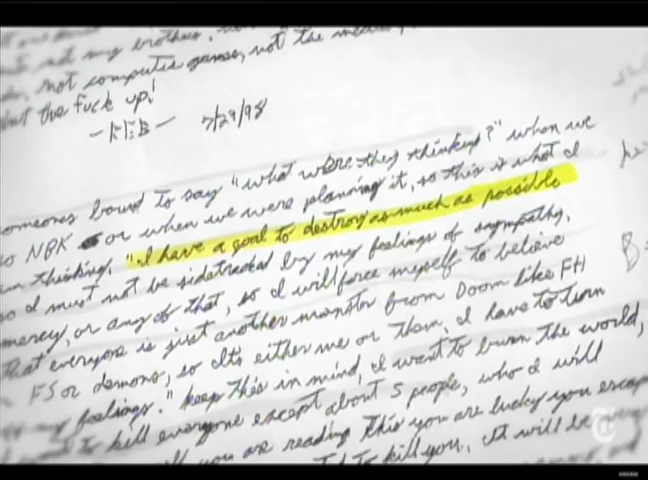 not my brothers,
not computer games, not the media,
the fuck up!
7/29/98
someones bound to say "what were they thinking?" when we
NBK or when we were planning it, so this is what I
am thinking. "I have a goal to destroy as much as possible
so I must not be sidetracked by my feelings of sympathy,
mercy, or any of that, so I will force myself to believe
that everyone is just another monster from Doom like FH
FS or demons, so Its either me or them. I have to turn
my feelings." keep this in mind, I want to burn the world,
kill everyone except about 5 people, who I will
you are reading this you are lucky you escap
to kill you. It will be
B=